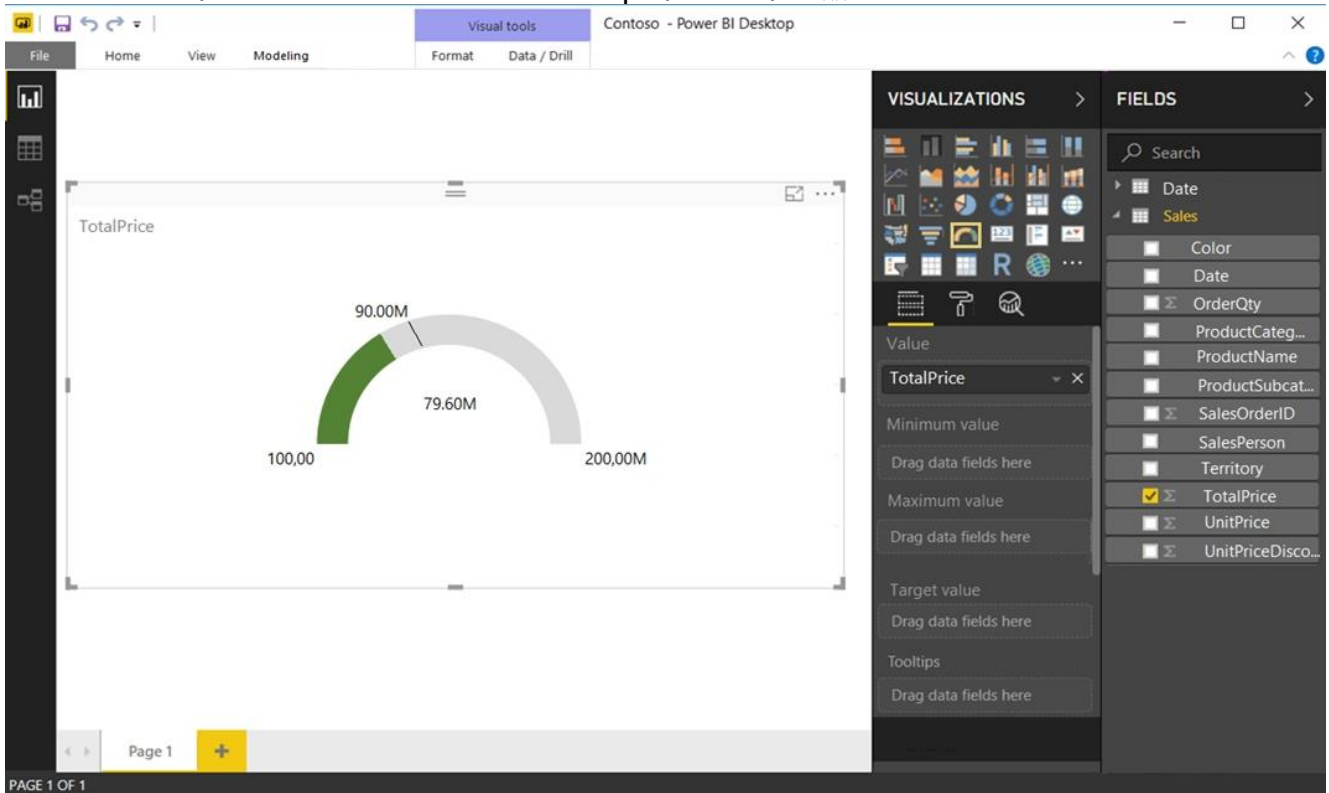 Visual tools
Contoso - Power BI Desktop
File
Home
View
Modeling
Format
Data / Drill
?
TotalPrice
90.00M
79.60M
100,00
200,00M
Page 1
PAGE 1 OF 1
VISUALIZATIONS
123
R
Value
TotalPrice
Minimum value
Drag data fields here
Maximum value
Drag data fields here
Target value
Drag data fields here
Tooltips
Drag data fields here
FIELDS
Search
Date
Sales
Color
Date
Σ OrderQty
ProductCateg...
ProductName
ProductSubcat...
Σ SalesOrderID
SalesPerson
Territory
Σ TotalPrice
Σ UnitPrice
Σ UnitPriceDisco...